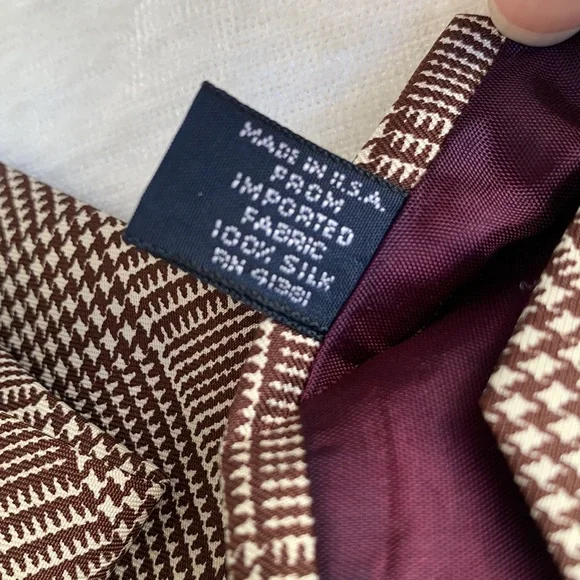 MADE IN U.S.A.
FROM
IMPORTED
FABRIC
100% SILK
RN 41381